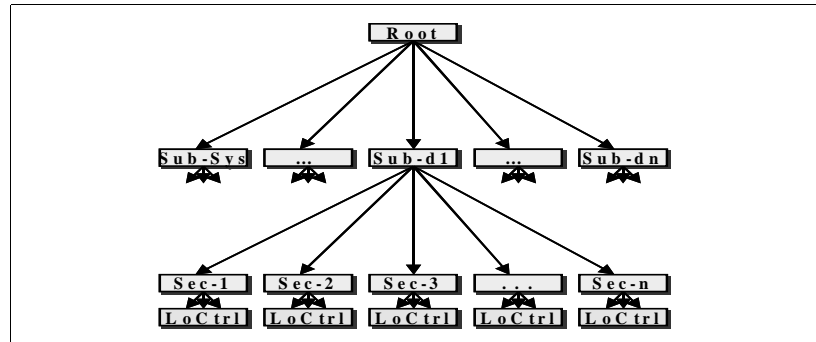 Root
Sub-Sys ... Sub-d1 ... Sub-dn
Sec-1 Sec-2 Sec-3 ... Sec-n
LoCtrl LoCtrl LoCtrl LoCtrl LoCtrl